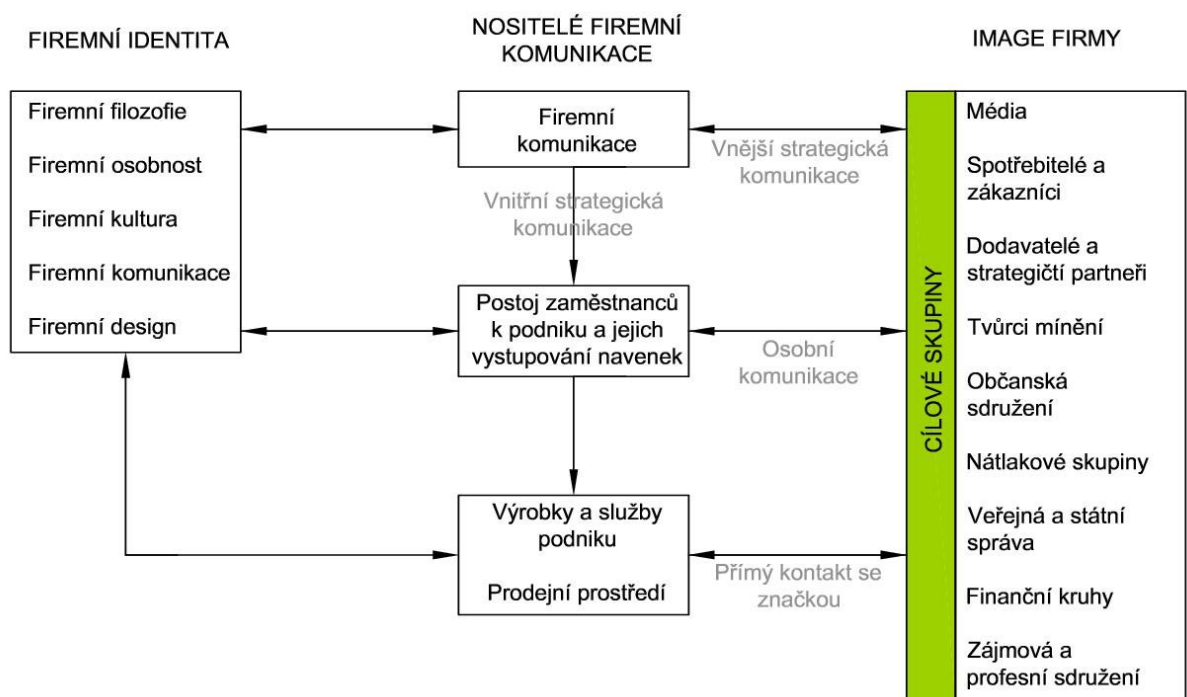 FIREMNÍ IDENTITA
Firemní filozofie
Firemní osobnost
Firemní kultura
Firemní komunikace
Firemní design
NOSITELÉ FIREMNÍ
KOMUNIKACE
Firemní
komunikace
Vnitřní strategická
komunikace
Postoj zaměstnanců
k podniku a jejich
vystupování navenek
Výrobky a služby
podniku
Prodejní prostředí
Vnější strategická
komunikace
Osobní
komunikace
Přímý kontakt se
značkou
IMAGE FIRMY
CÍLOVÉ SKUPINY
Média
Spotřebitelé a
zákazníci
Dodavatelé a
strategičtí partneři
Tvůrci mínění
Občanská
sdružení
Nátlakové skupiny
Veřejná a státní
správa
Finanční kruhy
Zájmová a
profesní sdružení